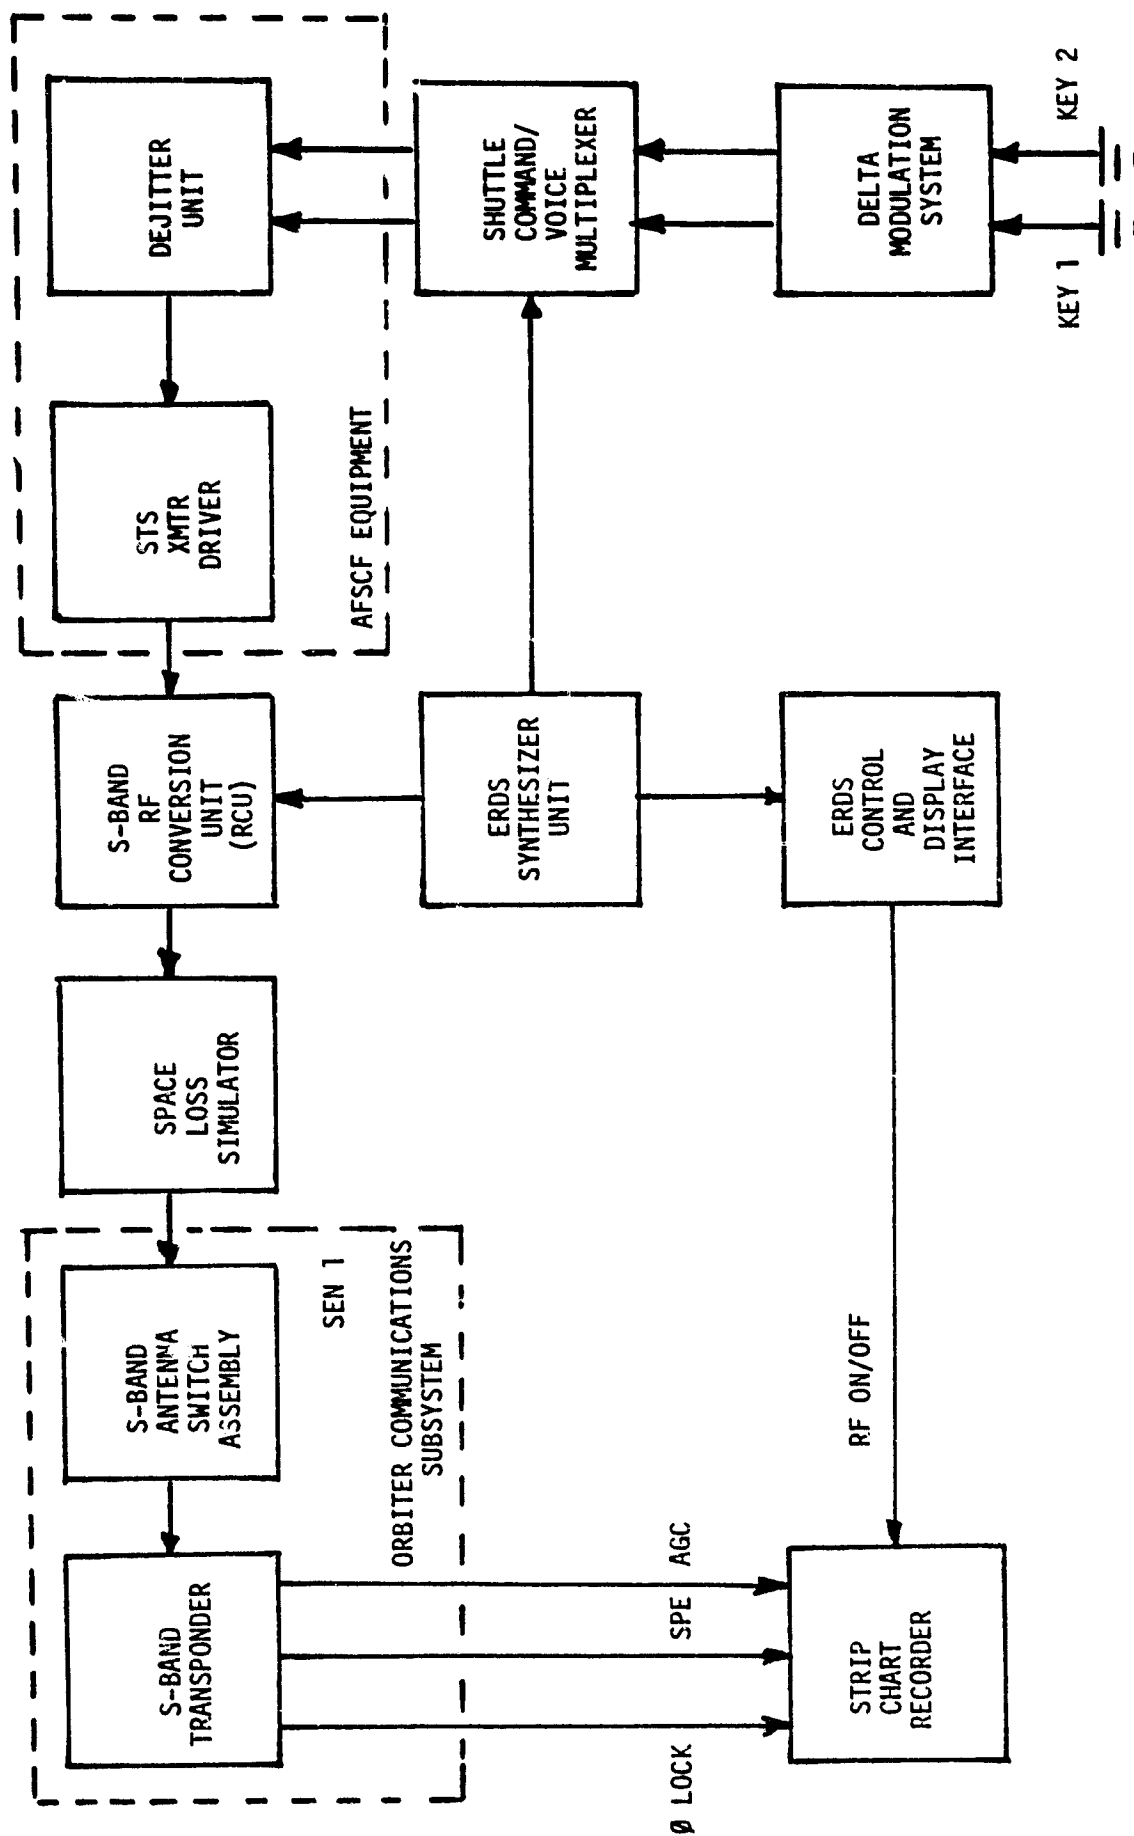 S-BAND
TRANSPONDER
S-BAND
ANTENNA
SWITCH
ASSEMBLY
SEN 1
ORBITER COMMUNICATIONS
SUBSYSTEM
SPACE
LOSS
SIMULATOR
S-BAND
RF
CONVERSION
UNIT
(RCU)
STS
XMTR
DRIVER
DEJITTER
UNIT
AFSCF EQUIPMENT
ERDS
SYNTHESIZER
UNIT
SHUTTLE
COMMAND/
VOICE
MULTIPLEXER
Ø LOCK
SPE
AGC
RF ON/OFF
STRIP
CHART
RECORDER
ERDS
CONTROL
AND
DISPLAY
INTERFACE
DELTA
MODULATION
SYSTEM
KEY 1
KEY 2